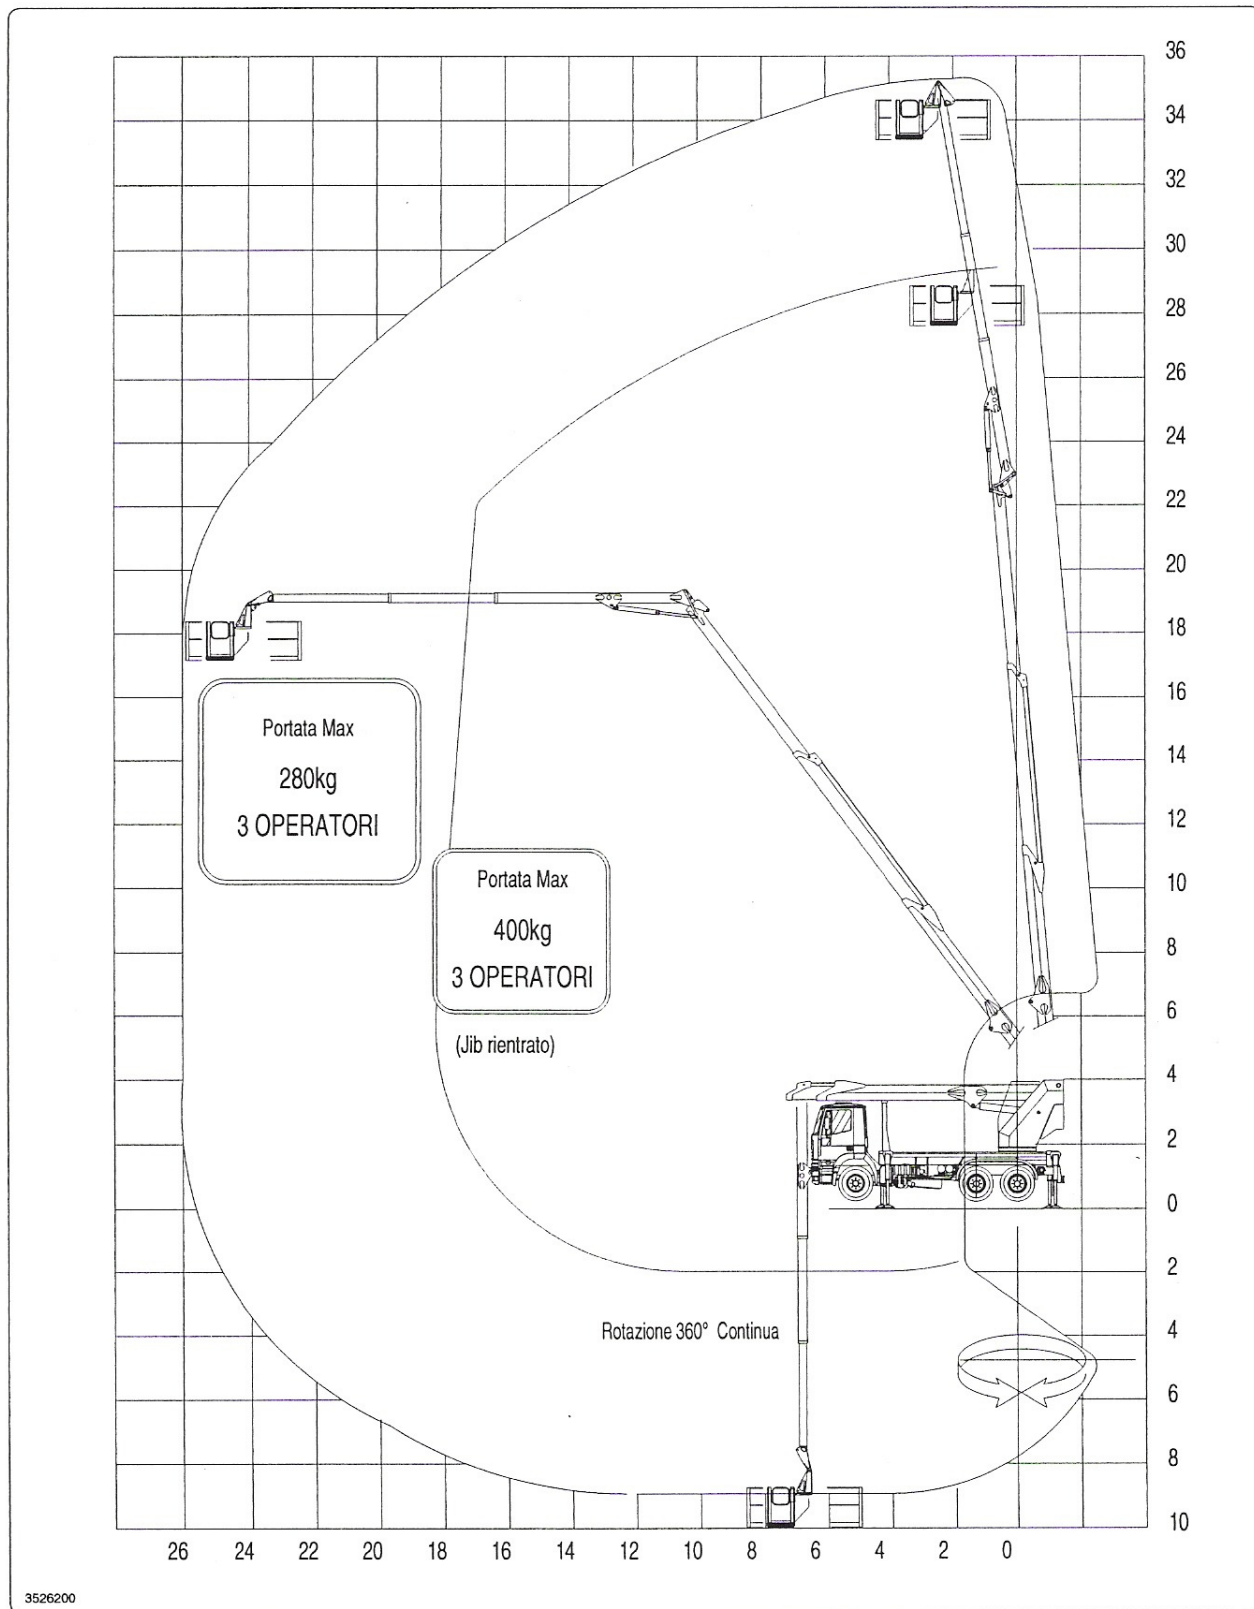 36
34
32
30
28
26
24
22
20
18
16
14
12
10
8
6
4
2
0
2
4
6
8
10
Portata Max
280kg
3 OPERATORI
Portata Max
400kg
3 OPERATORI
(Jib rientrato)
Rotazione 360° Continua
26 24 22 20 18 16 14 12 10 8 6 4 2 0
3526200